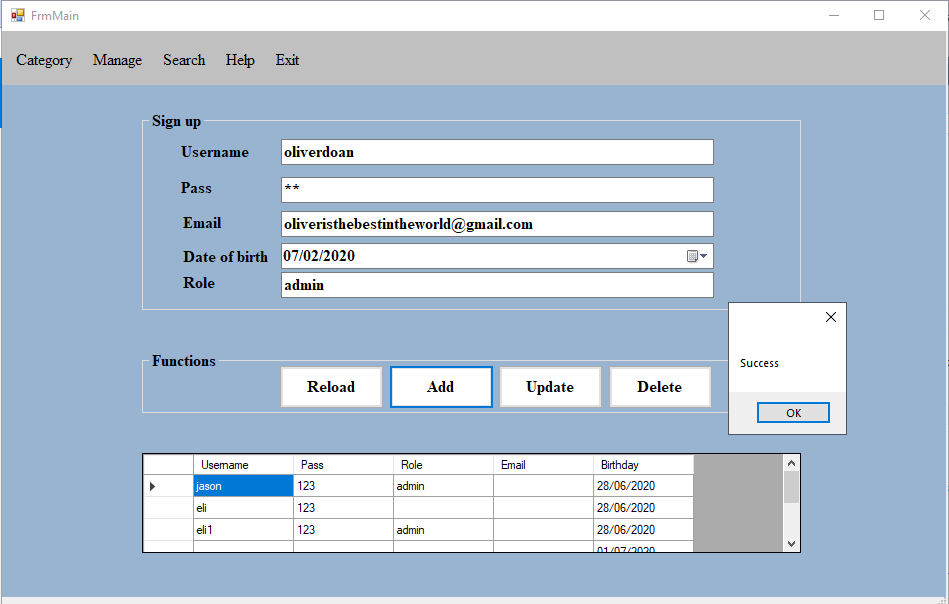 FrmMain
Category Manage Search Help Exit
Sign up
Username oliverdoan
Pass **
Email oliveristhebestintheworld@gmail.com
Date of birth 07/02/2020
Role admin
Success
OK
Functions
Reload Add Update Delete
Username Pass Role Email Birthday
jason 123 admin 28/06/2020
eli 123 28/06/2020
eli1 123 admin 28/06/2020
01/07/2020